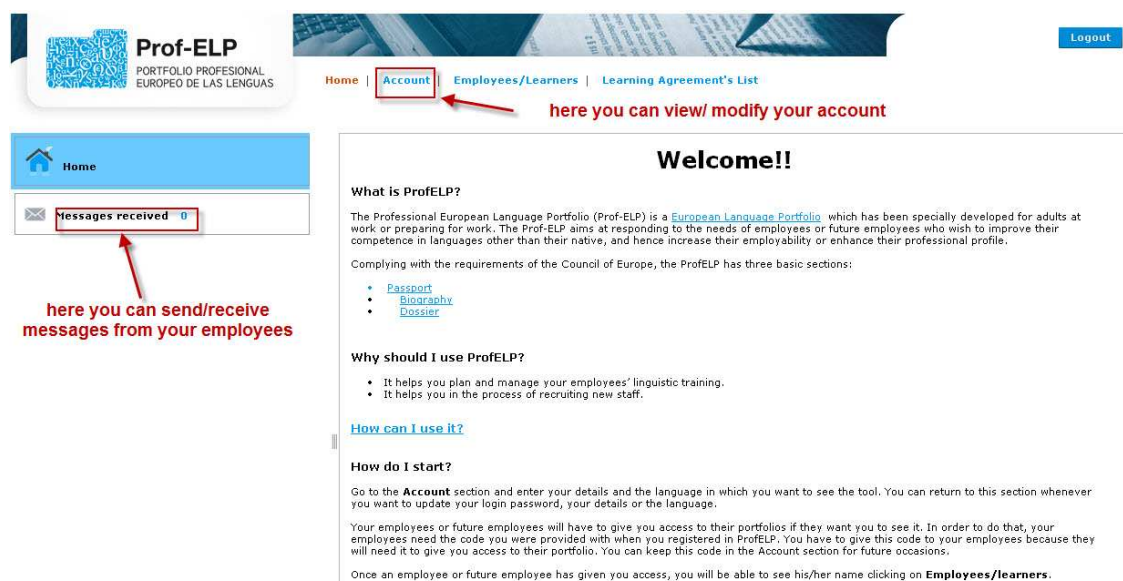 Prof-ELP
PORTFOLIO PROFESIONAL
EUROPEO DE LAS LENGUAS
Logout
Home | Account | Employees/Learners | Learning Agreement's List
here you can view/ modify your account
Home
Messages received 0
here you can send/receive
messages from your employees
Welcome!!
What is ProfELP?
The Professional European Language Portfolio (Prof-ELP) is a European Language Portfolio which has been specially developed for adults at
work or preparing for work. The Prof-ELP aims at responding to the needs of employees or future employees who wish to improve their
competence in languages other than their native, and hence increase their employability or enhance their professional profile.
Complying with the requirements of the Council of Europe, the ProfELP has three basic sections:
• Passport
• Biography
• Dossier
Why should I use ProfELP?
• It helps you plan and manage your employees' linguistic training.
• It helps you in the process of recruiting new staff.
How can I use it?
How do I start?
Go to the Account section and enter your details and the language in which you want to see the tool. You can return to this section whenever
you want to update your login password, your details or the language.
Your employees or future employees will have to give you access to their portfolios if they want you to see it. In order to do that, your
employees need the code you were provided with when you registered in ProfELP. You have to give this code to your employees because they
will need it to give you access to their portfolio. You can keep this code in the Account section for future occasions.
Once an employee or future employee has given you access, you will be able to see his/her name clicking on Employees/learners.